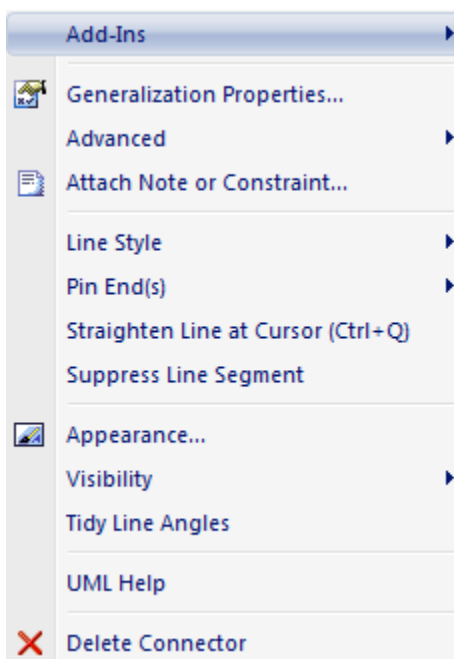 Add-Ins
Generalization Properties...
Advanced
Attach Note or Constraint...
Line Style
Pin End(s)
Straighten Line at Cursor (Ctrl+Q)
Suppress Line Segment
Appearance...
Visibility
Tidy Line Angles
UML Help
Delete Connector